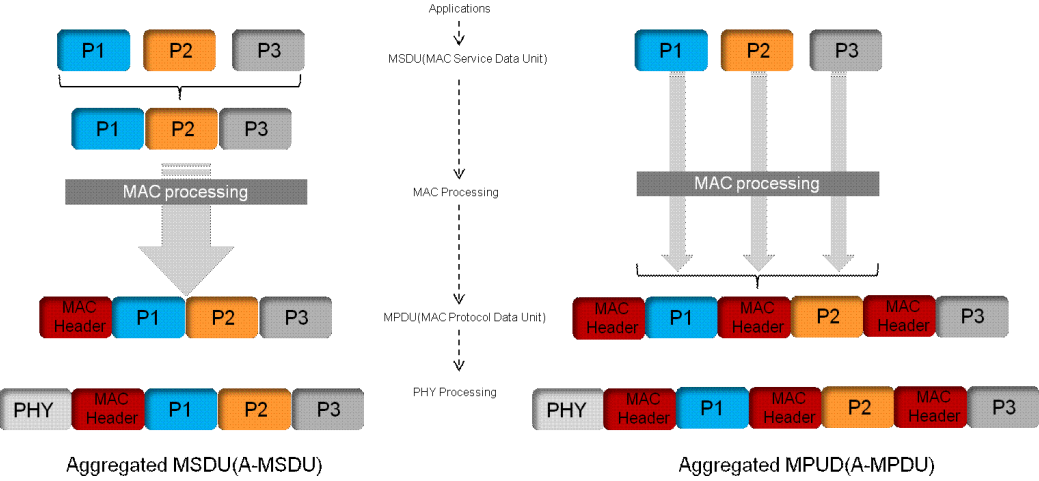 Applications
P1 P2 P3
MSDU(MAC Service Data Unit)
P1 P2 P3
P1 P2 P3
MAC processing
MAC Processing
MAC processing
MAC Header P1 P2 P3
MPDU(MAC Protocol Data Unit)
MAC Header P1 MAC Header P2 MAC Header P3
PHY Processing
PHY MAC Header P1 P2 P3
PHY MAC Header P1 MAC Header P2 MAC Header P3
Aggregated MSDU(A-MSDU)
Aggregated MPUD(A-MPDU)